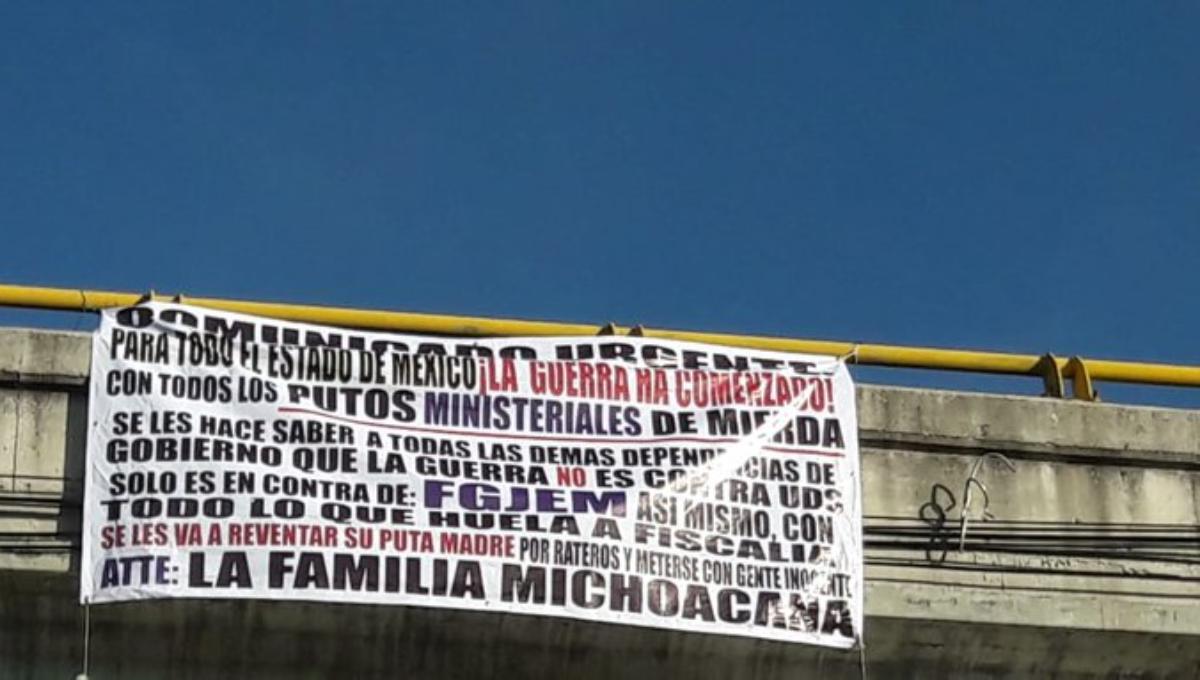 COMUNICADO URGENTE
PARA TODO EL ESTADO DE MEXICO ¡LA GUERRA HA COMENZADO!
CON TODOS LOS PUTOS MINISTERIALES DE MIERDA
SE LES HACE SABER A TODAS LAS DEMAS DEPENDENCIAS DE
GOBIERNO QUE LA GUERRA NO ES CONTRA UDS
SOLO ES EN CONTRA DE: FGJEM ASI MISMO, CON
TODO LO QUE HUELA A FISCALIA
SE LES VA A REVENTAR SU PUTA MADRE POR RATEROS Y METERSE CON GENTE INOCENTE
ATTE: LA FAMILIA MICHOACANA